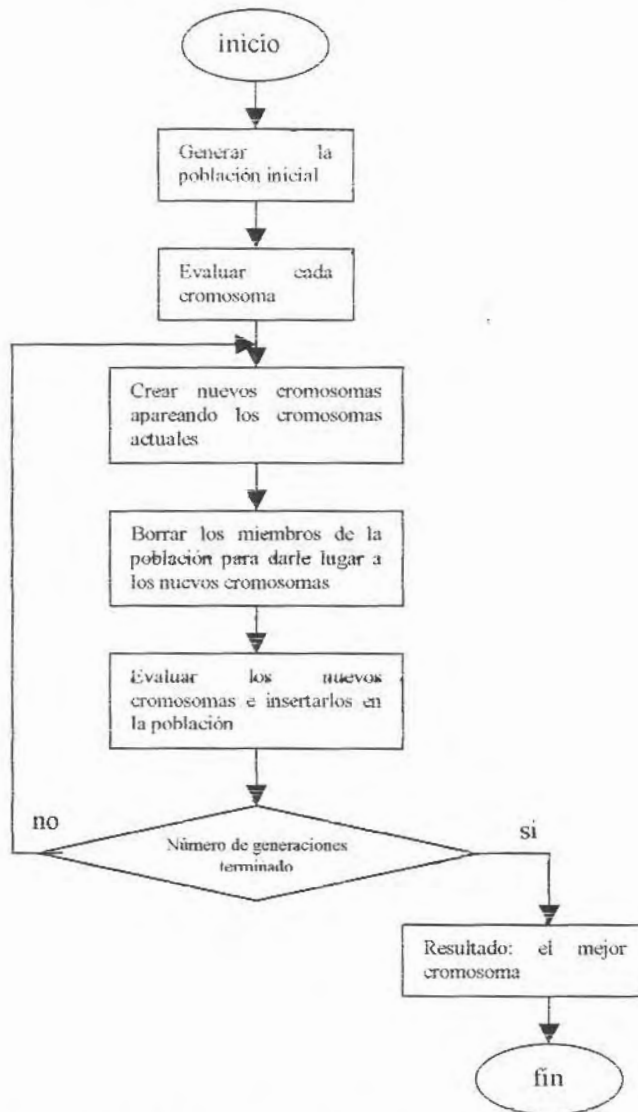 inicio
Generar la
población inicial
Evaluar cada
cromosoma
Crear nuevos cromosomas
apareando los cromosomas
actuales
Borrar los miembros de la
población para darle lugar a
los nuevos cromosomas
Evaluar los nuevos
cromosomas e insertarlos en
la población
no
Número de generaciones
terminado
si
Resultado: el mejor
cromosoma
fin